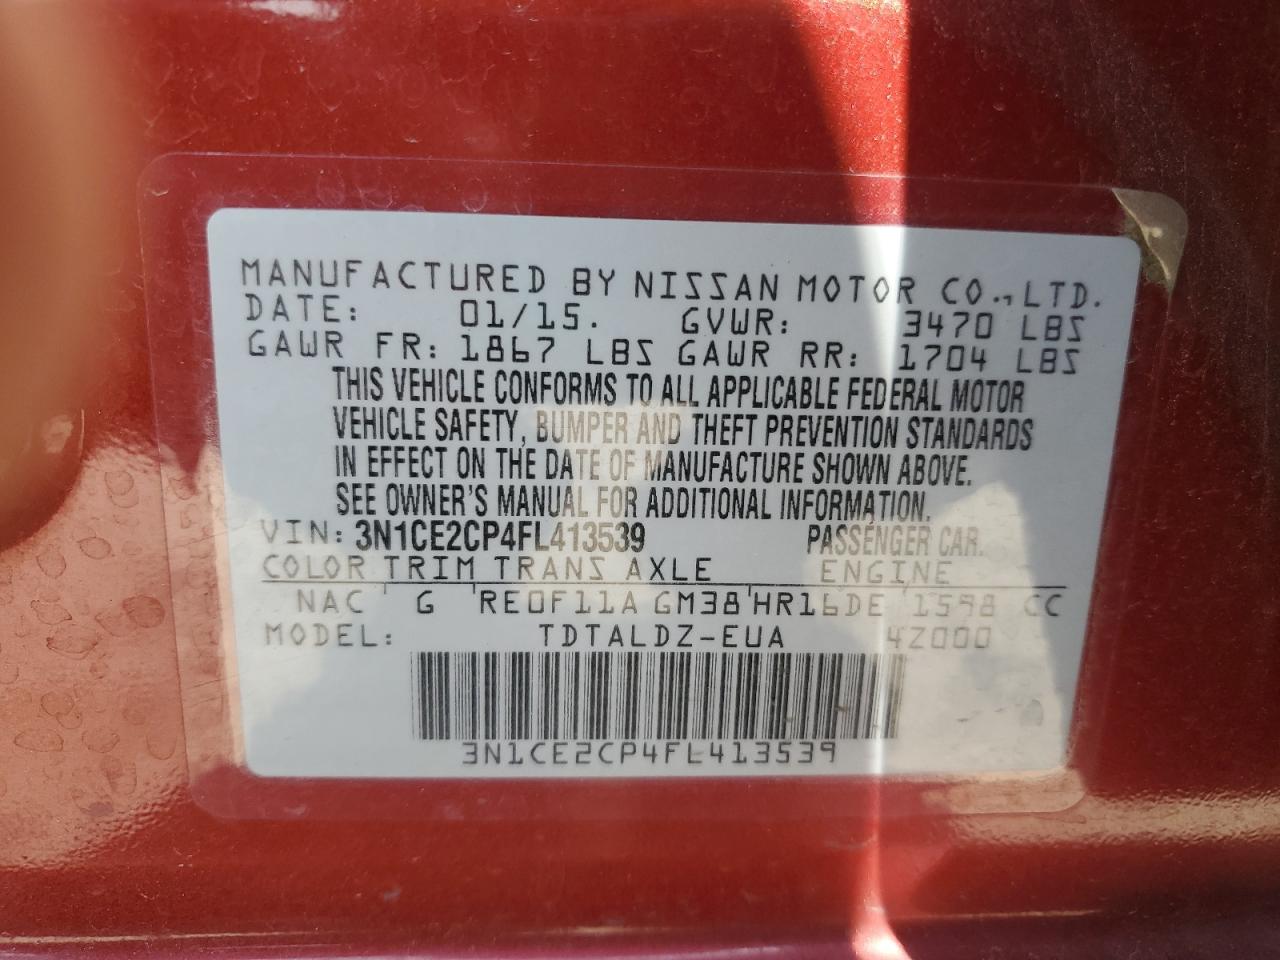 MANUFACTURED BY NISSAN MOTOR CO.,LTD.
DATE: 01/15. GVWR: 3470 LBS
GAWR FR: 1867 LBS GAWR RR: 1704 LBS
THIS VEHICLE CONFORMS TO ALL APPLICABLE FEDERAL MOTOR
VEHICLE SAFETY, BUMPER AND THEFT PREVENTION STANDARDS
IN EFFECT ON THE DATE OF MANUFACTURE SHOWN ABOVE.
SEE OWNER'S MANUAL FOR ADDITIONAL INFORMATION.
VIN: 3N1CE2CP4FL413539 PASSENGER CAR.
COLOR TRIM TRANS AXLE ENGINE
NAC G RE0F11A GM38 HR16DE 1598 CC
MODEL: TDTALDZ-EUA 4Z000
3N1CE2CP4FL413539